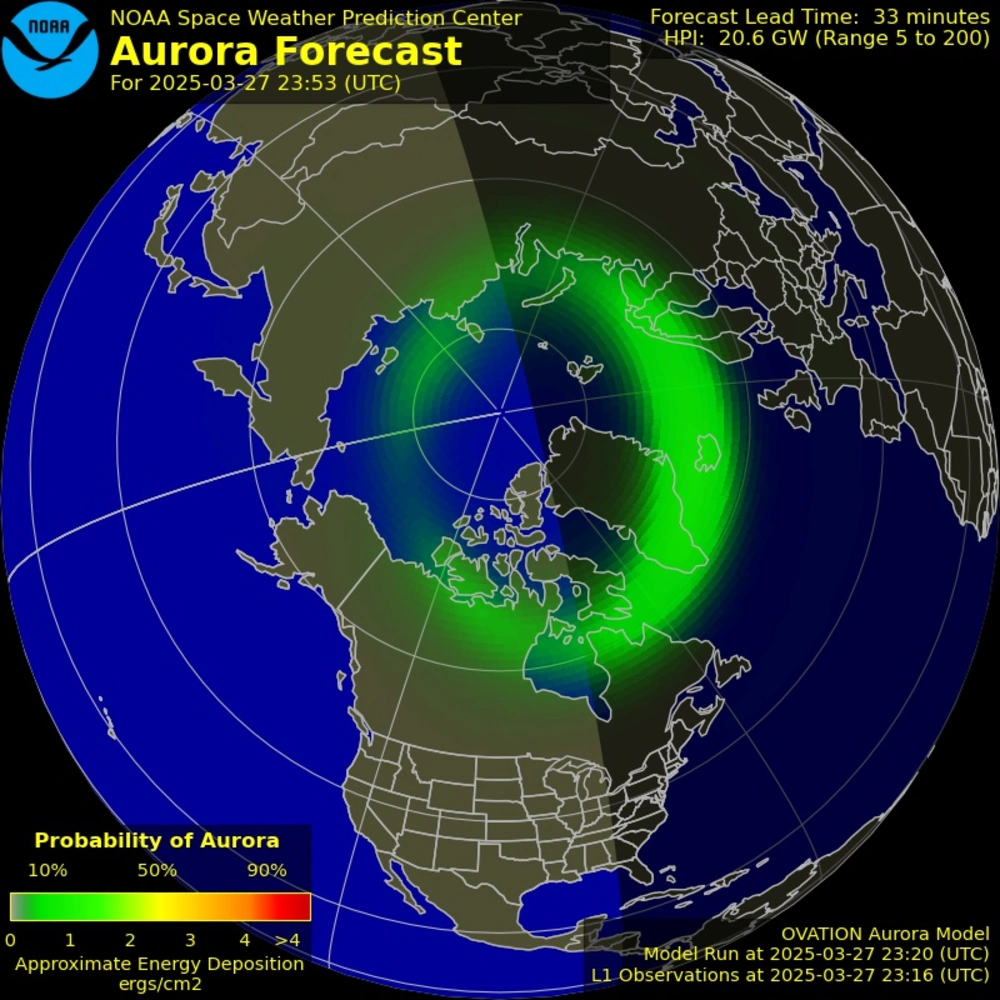 NOAA
NOAA Space Weather Prediction Center
Aurora Forecast
For 2025-03-27 23:53 (UTC)
Forecast Lead Time: 33 minutes
HPI: 20.6 GW (Range 5 to 200)
Probability of Aurora
10% 50% 90%
0 1 2 3 4 >4
Approximate Energy Deposition
ergs/cm2
OVATION Aurora Model
Model Run at 2025-03-27 23:20 (UTC)
L1 Observations at 2025-03-27 23:16 (UTC)